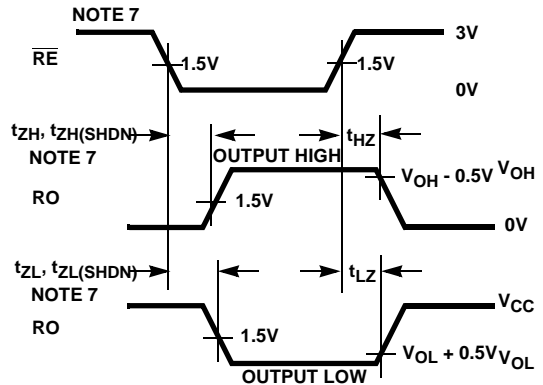 NOTE 7
3V
RE
1.5V
1.5V
0V
tZH, tZH(SHDN)
NOTE 7
tHZ
OUTPUT HIGH
VOH - 0.5V VOH
RO
1.5V
0V
tZL, tZL(SHDN)
NOTE 7
tLZ
VCC
RO
1.5V
VOL + 0.5V VOL
OUTPUT LOW